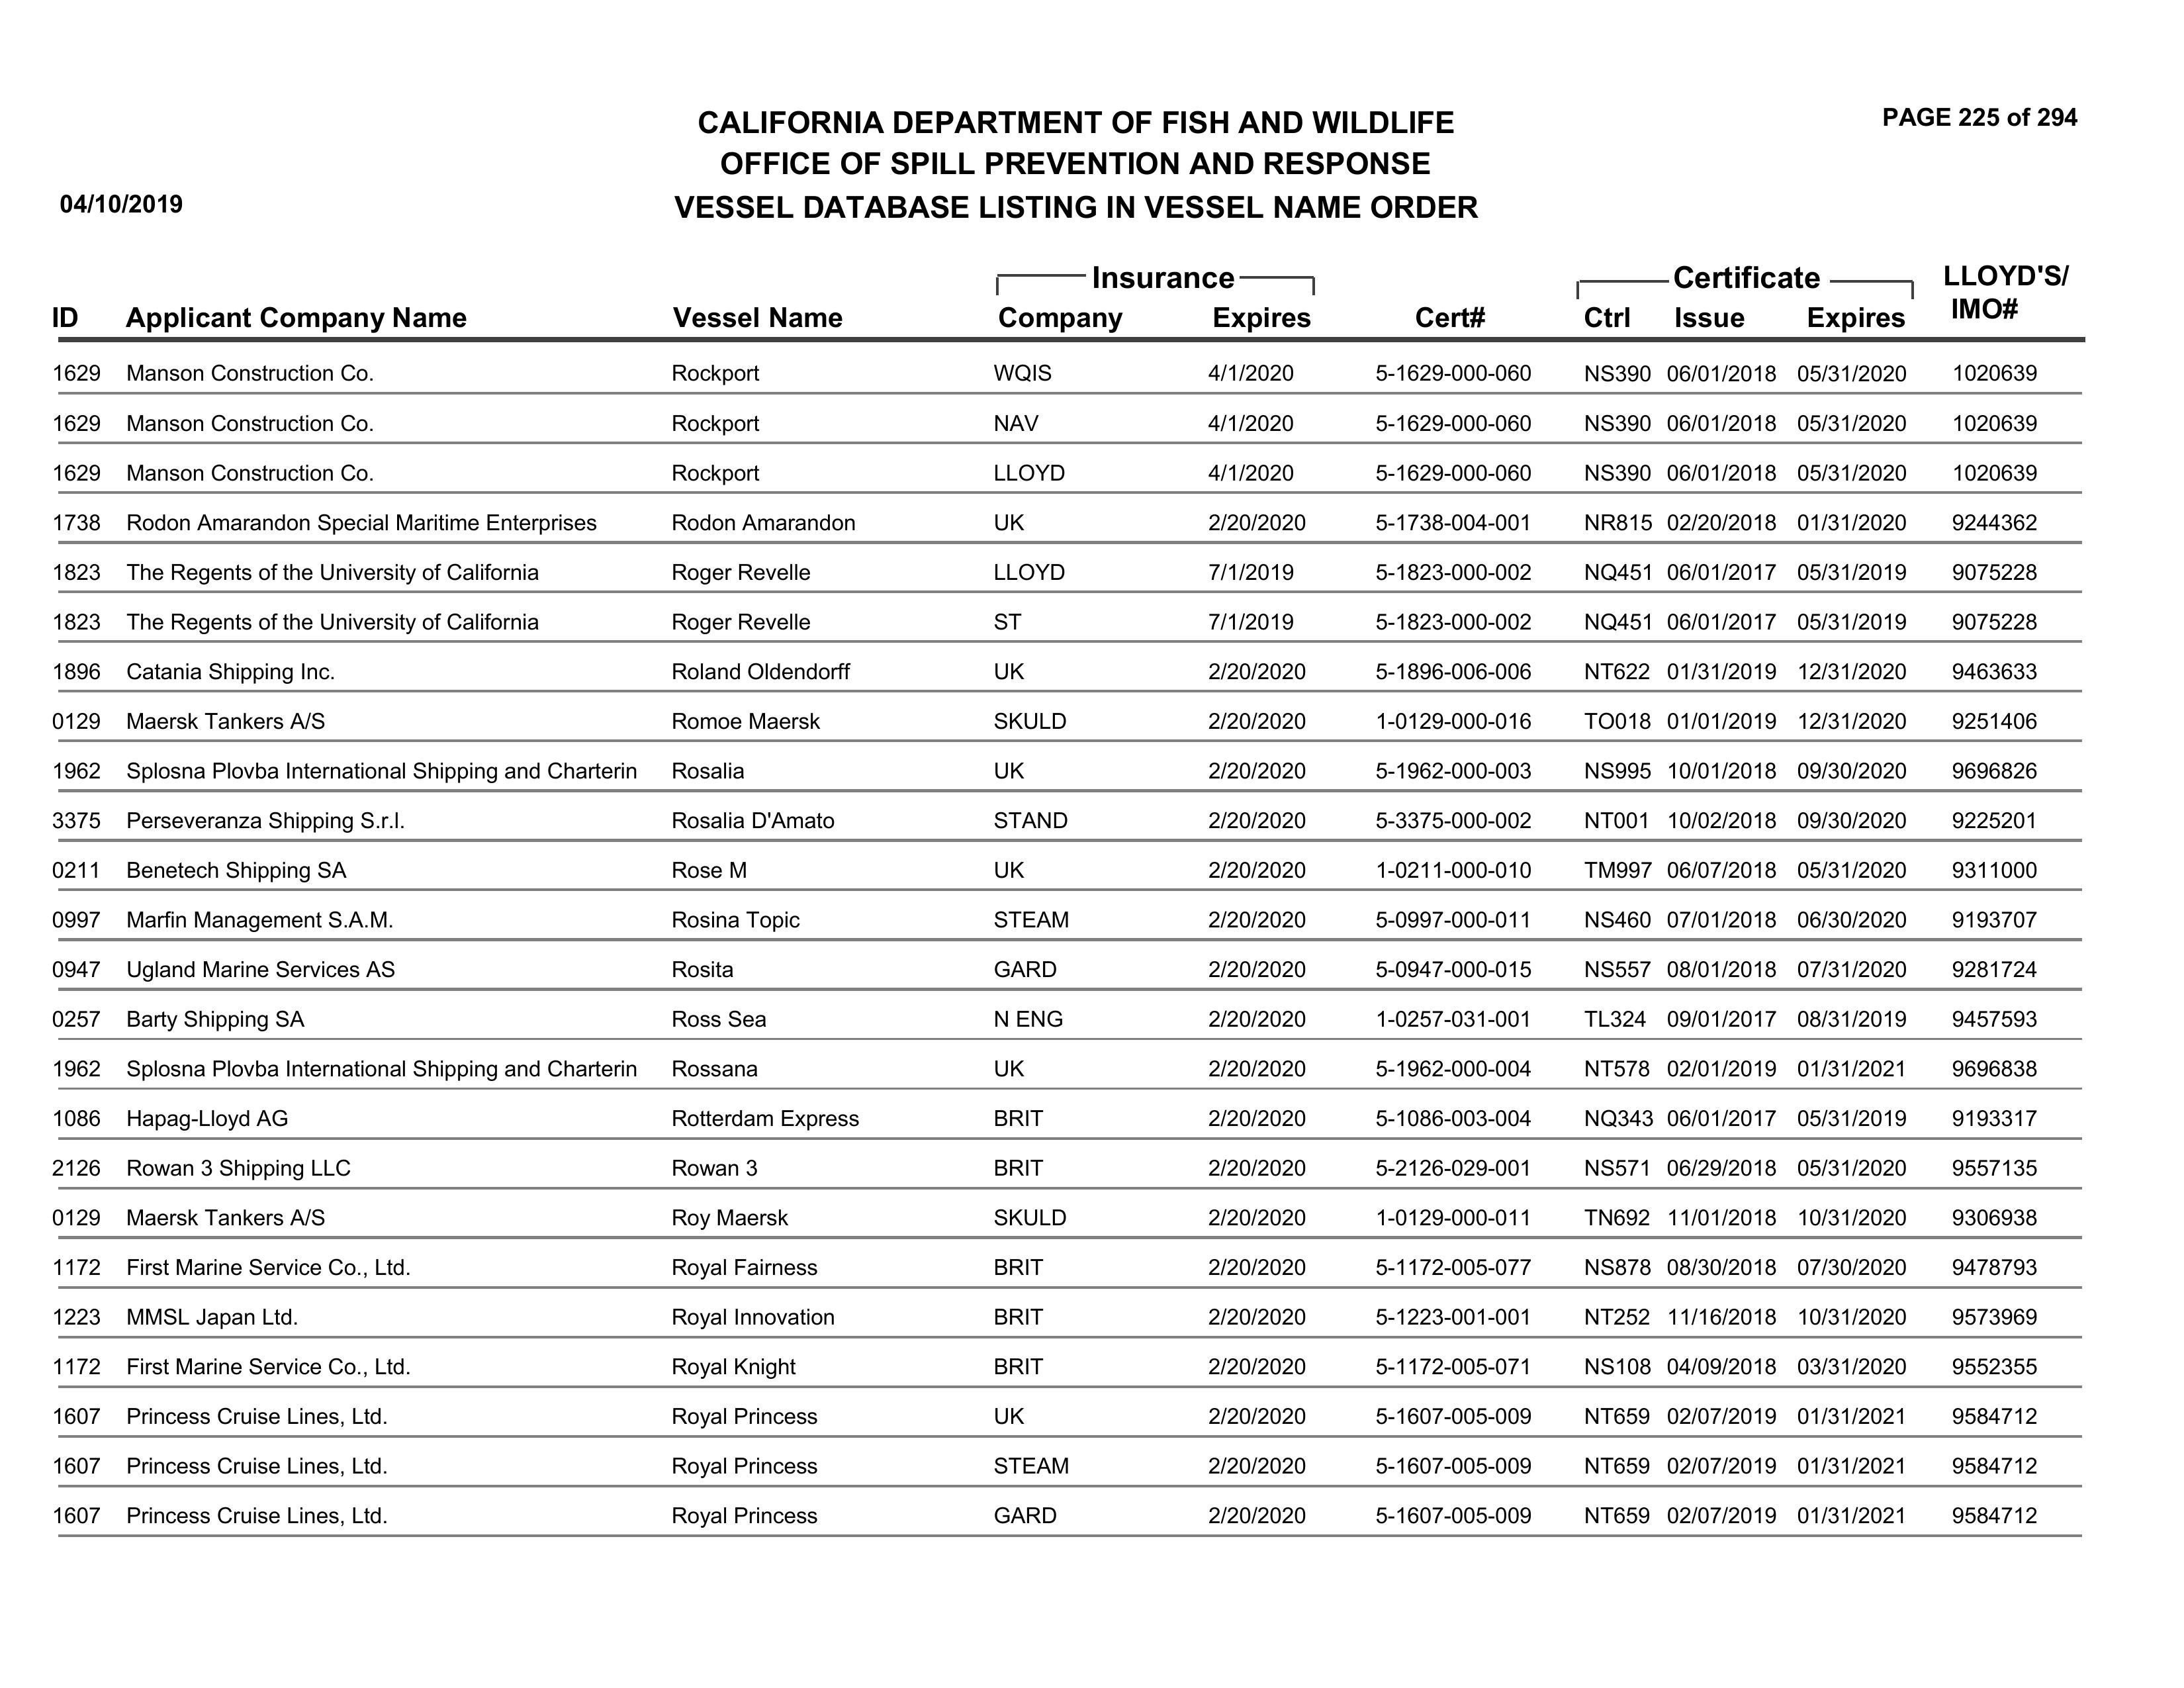 PAGE 225 of 294
CALIFORNIA DEPARTMENT OF FISH AND WILDLIFE
OFFICE OF SPILL PREVENTION AND RESPONSE
04/10/2019 VESSEL DATABASE LISTING IN VESSEL NAME ORDER
Insurance Certificate LLOYD'S/
ID Applicant Company Name Vessel Name Company Expires Cert# Ctrl Issue Expires IMO#
1629 Manson Construction Co. Rockport WQIS 4/1/2020 5-1629-000-060 NS390 06/01/2018 05/31/2020 1020639
1629 Manson Construction Co. Rockport NAV 4/1/2020 5-1629-000-060 NS390 06/01/2018 05/31/2020 1020639
1629 Manson Construction Co. Rockport LLOYD 4/1/2020 5-1629-000-060 NS390 06/01/2018 05/31/2020 1020639
1738 Rodon Amarandon Special Maritime Enterprises Rodon Amarandon UK 2/20/2020 5-1738-004-001 NR815 02/20/2018 01/31/2020 9244362
1823 The Regents of the University of California Roger Revelle LLOYD 7/1/2019 5-1823-000-002 NQ451 06/01/2017 05/31/2019 9075228
1823 The Regents of the University of California Roger Revelle ST 7/1/2019 5-1823-000-002 NQ451 06/01/2017 05/31/2019 9075228
1896 Catania Shipping Inc. Roland Oldendorff UK 2/20/2020 5-1896-006-006 NT622 01/31/2019 12/31/2020 9463633
0129 Maersk Tankers A/S Romoe Maersk SKULD 2/20/2020 1-0129-000-016 TO018 01/01/2019 12/31/2020 9251406
1962 Splosna Plovba International Shipping and Charterin Rosalia UK 2/20/2020 5-1962-000-003 NS995 10/01/2018 09/30/2020 9696826
3375 Perseveranza Shipping S.r.l. Rosalia D'Amato STAND 2/20/2020 5-3375-000-002 NT001 10/02/2018 09/30/2020 9225201
0211 Benetech Shipping SA Rose M UK 2/20/2020 1-0211-000-010 TM997 06/07/2018 05/31/2020 9311000
0997 Marfin Management S.A.M. Rosina Topic STEAM 2/20/2020 5-0997-000-011 NS460 07/01/2018 06/30/2020 9193707
0947 Ugland Marine Services AS Rosita GARD 2/20/2020 5-0947-000-015 NS557 08/01/2018 07/31/2020 9281724
0257 Barty Shipping SA Ross Sea N ENG 2/20/2020 1-0257-031-001 TL324 09/01/2017 08/31/2019 9457593
1962 Splosna Plovba International Shipping and Charterin Rossana UK 2/20/2020 5-1962-000-004 NT578 02/01/2019 01/31/2021 9696838
1086 Hapag-Lloyd AG Rotterdam Express BRIT 2/20/2020 5-1086-003-004 NQ343 06/01/2017 05/31/2019 9193317
2126 Rowan 3 Shipping LLC Rowan 3 BRIT 2/20/2020 5-2126-029-001 NS571 06/29/2018 05/31/2020 9557135
0129 Maersk Tankers A/S Roy Maersk SKULD 2/20/2020 1-0129-000-011 TN692 11/01/2018 10/31/2020 9306938
1172 First Marine Service Co., Ltd. Royal Fairness BRIT 2/20/2020 5-1172-005-077 NS878 08/30/2018 07/30/2020 9478793
1223 MMSL Japan Ltd. Royal Innovation BRIT 2/20/2020 5-1223-001-001 NT252 11/16/2018 10/31/2020 9573969
1172 First Marine Service Co., Ltd. Royal Knight BRIT 2/20/2020 5-1172-005-071 NS108 04/09/2018 03/31/2020 9552355
1607 Princess Cruise Lines, Ltd. Royal Princess UK 2/20/2020 5-1607-005-009 NT659 02/07/2019 01/31/2021 9584712
1607 Princess Cruise Lines, Ltd. Royal Princess STEAM 2/20/2020 5-1607-005-009 NT659 02/07/2019 01/31/2021 9584712
1607 Princess Cruise Lines, Ltd. Royal Princess GARD 2/20/2020 5-1607-005-009 NT659 02/07/2019 01/31/2021 9584712